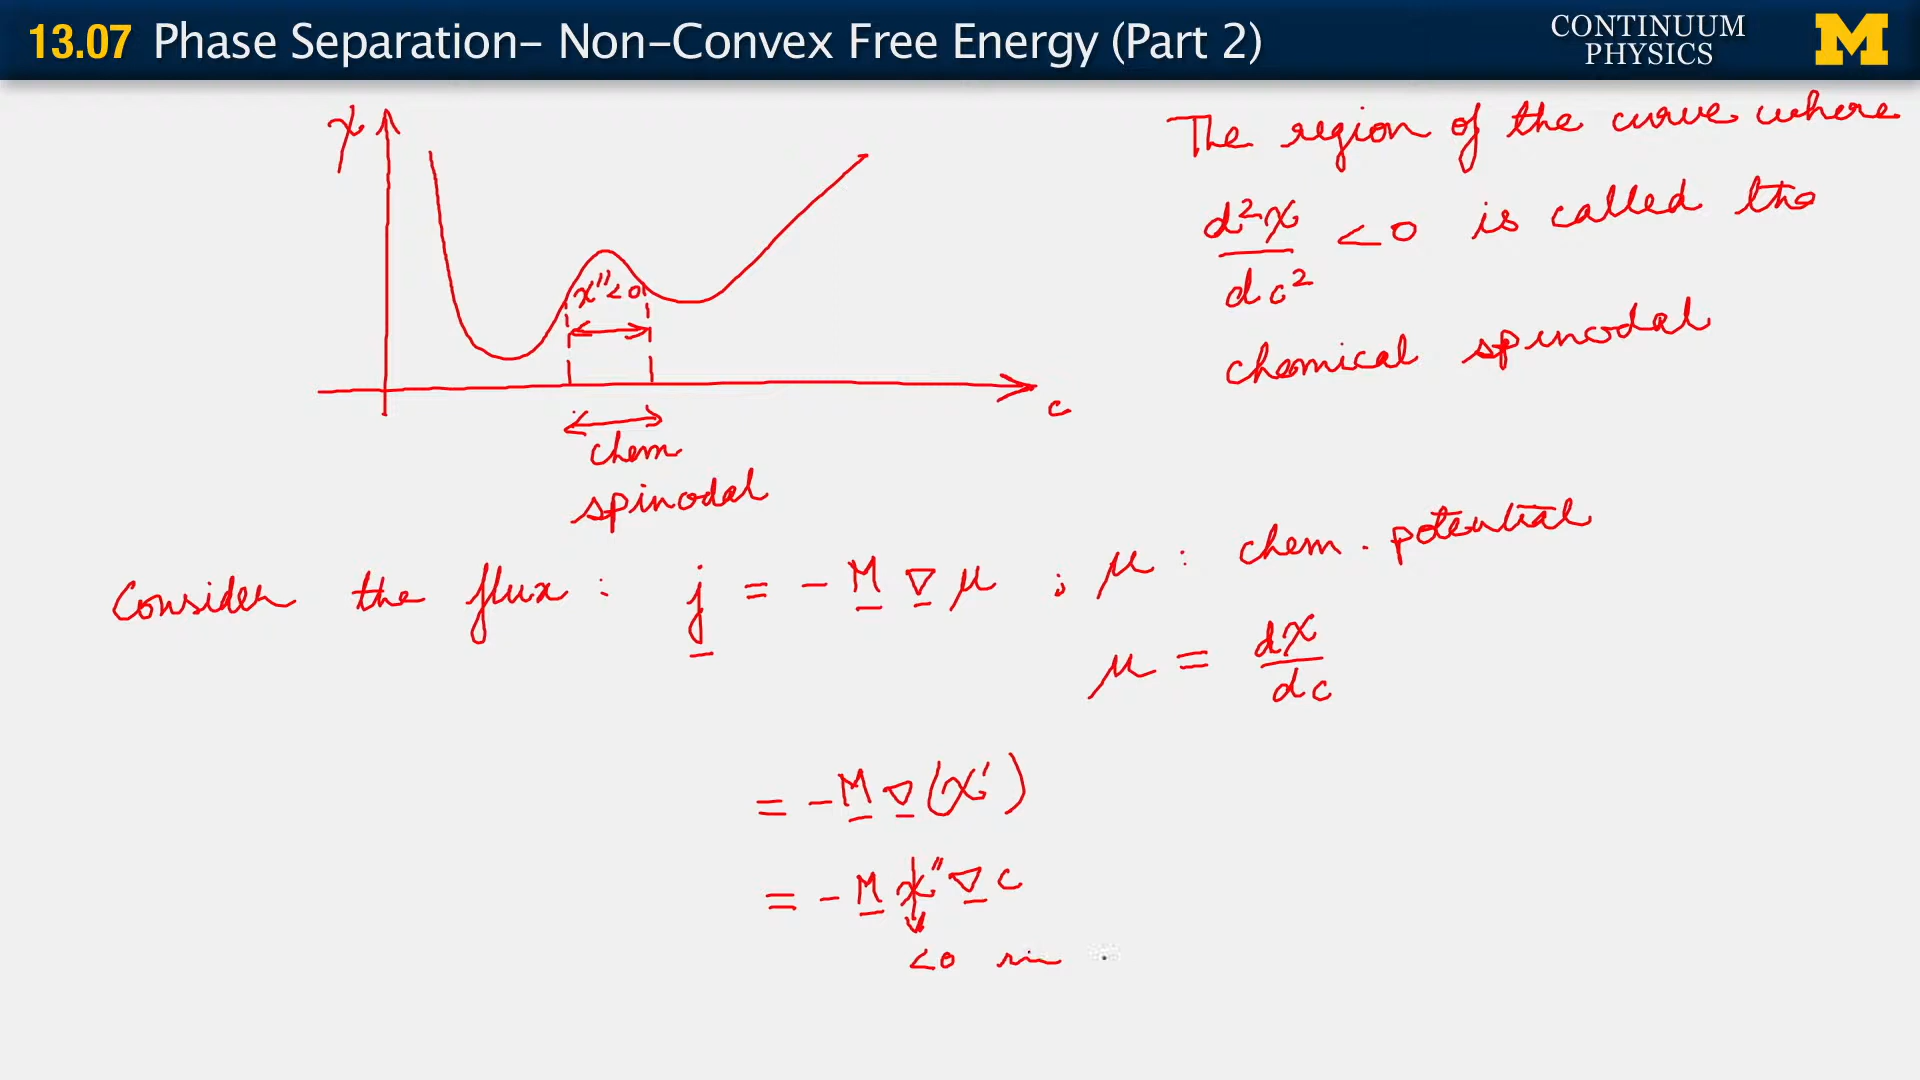 13.07 Phase Separation– Non–Convex Free Energy (Part 2)
CONTINUUM
PHYSICS
M
χ
χ''<0
c
chem
spinodal
The region of the curve where
d²χ/dc² <0 is called the
chemical spinodal
Consider the flux: j = - M ∇ μ ; μ: chem. potential
μ = dχ/dc
= -M ∇(χ')
= -M χ'' ∇c
<0 in